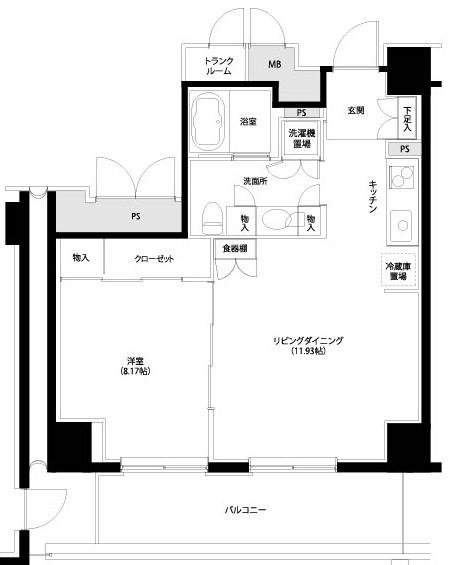 トランク
ルーム
MB
玄関
下足入
浴室
PS
洗濯機
置場
PS
洗面所
キッチン
物入
物入
PS
食器棚
物入
クローゼット
冷蔵庫
置場
リビングダイニング
(11.93帖)
洋室
(8.17帖)
バルコニー